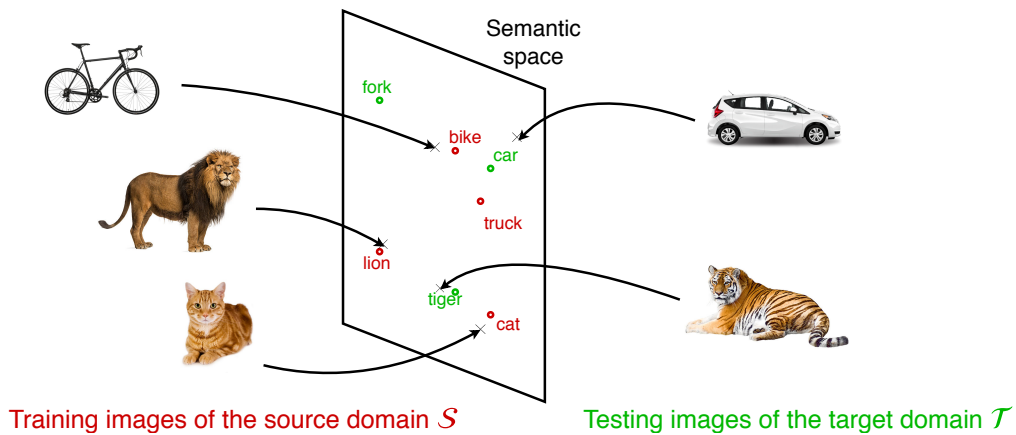 Semantic
space
fork
bike
car
truck
lion
tiger
cat
Training images of the source domain 𝒮
Testing images of the target domain 𝒯